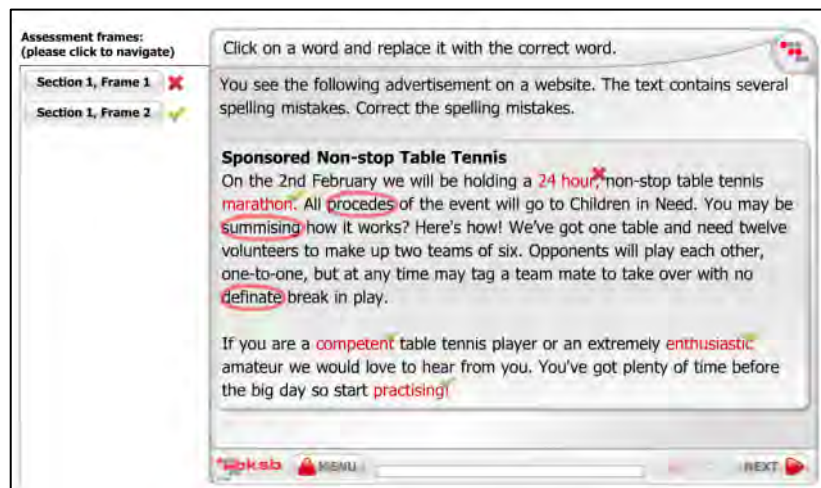 Assessment frames:
(please click to navigate)
Section 1, Frame 1
Section 1, Frame 2
Click on a word and replace it with the correct word.
You see the following advertisement on a website. The text contains several
spelling mistakes. Correct the spelling mistakes.
Sponsored Non-stop Table Tennis
On the 2nd February we will be holding a 24 hour, non-stop table tennis
marathon. All procedes of the event will go to Children in Need. You may be
summising how it works? Here's how! We've got one table and need twelve
volunteers to make up two teams of six. Opponents will play each other,
one-to-one, but at any time may tag a team mate to take over with no
definate break in play.
If you are a competent table tennis player or an extremely enthusiastic
amateur we would love to hear from you. You've got plenty of time before
the big day so start practising!
bksb MENU NEXT